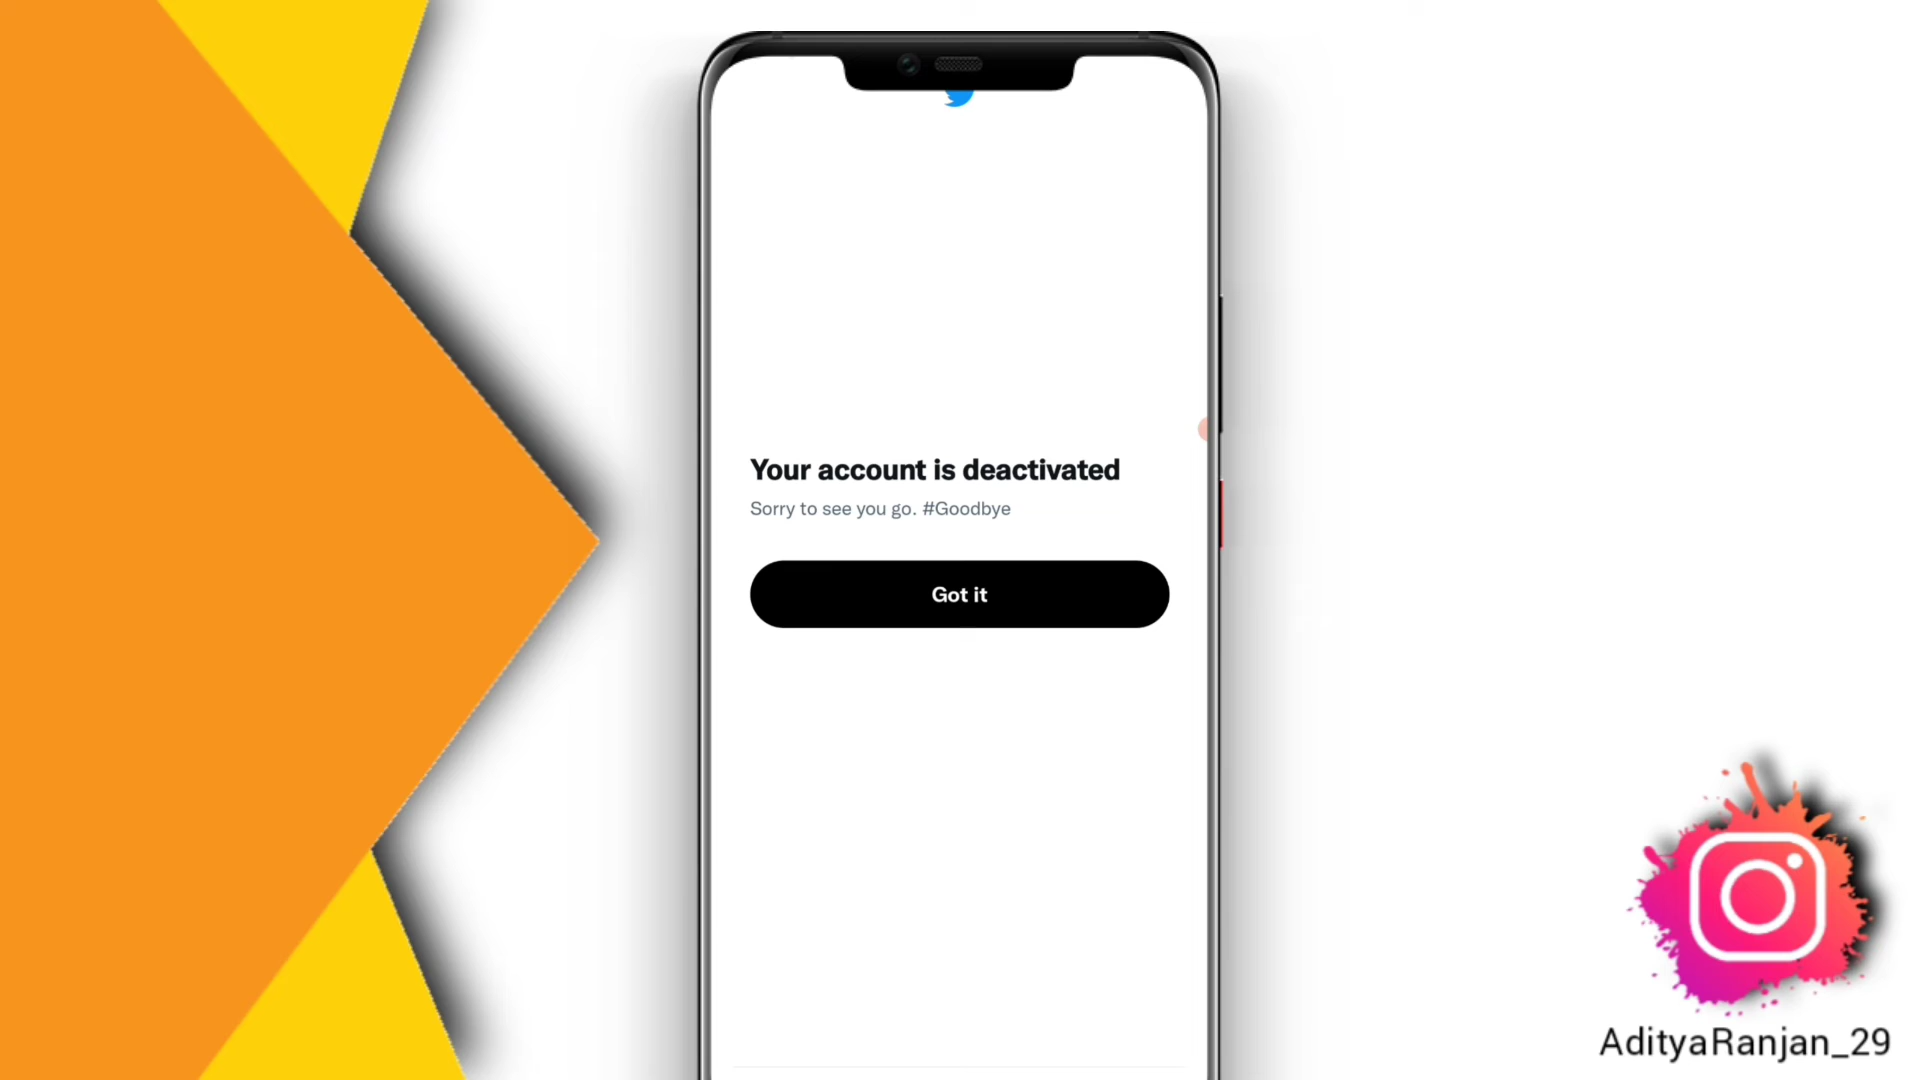 Your account is deactivated
Sorry to see you go. #Goodbye
Got it
AdityaRanjan_29